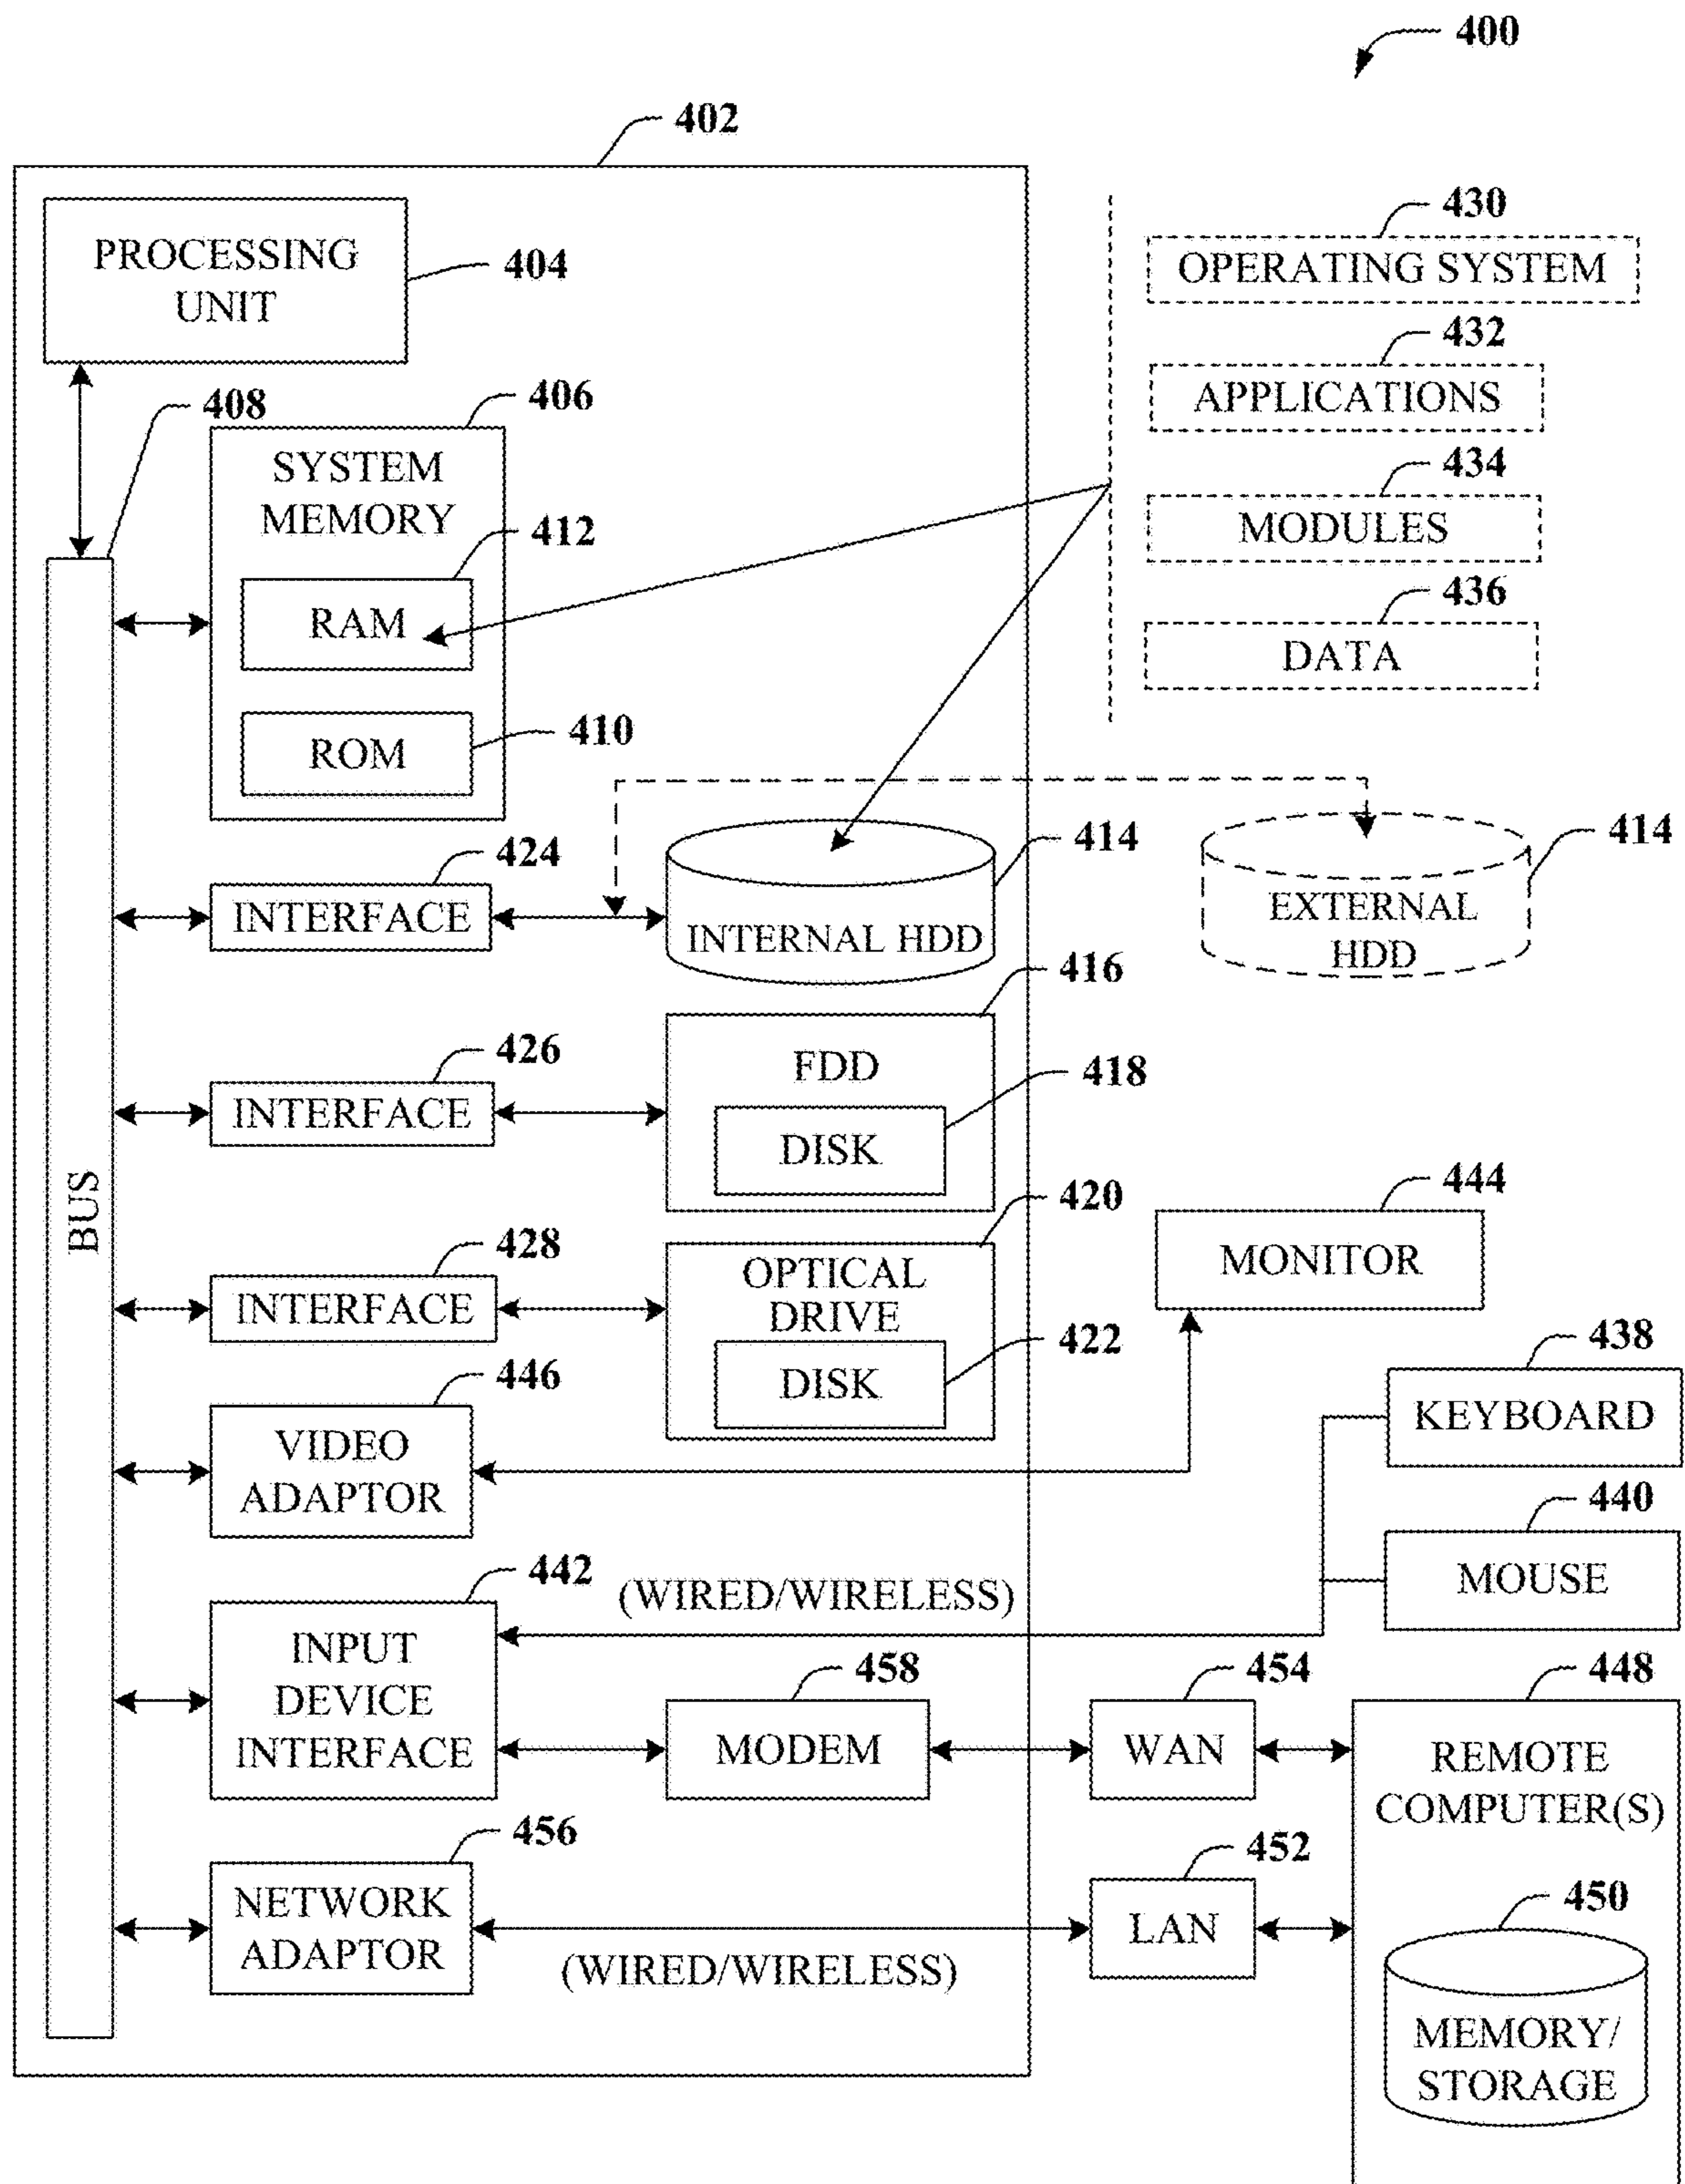 400
402
PROCESSING
UNIT
404
430
OPERATING SYSTEM
432
APPLICATIONS
434
MODULES
436
DATA
408
406
SYSTEM
MEMORY
412
RAM
410
ROM
424
INTERFACE
414
INTERNAL HDD
414
EXTERNAL
HDD
426
INTERFACE
416
FDD
418
DISK
BUS
428
INTERFACE
420
OPTICAL
DRIVE
422
DISK
444
MONITOR
446
VIDEO
ADAPTOR
438
KEYBOARD
440
MOUSE
442
INPUT
DEVICE
INTERFACE
(WIRED/WIRELESS)
458
MODEM
454
WAN
448
REMOTE
COMPUTER(S)
456
NETWORK
ADAPTOR
(WIRED/WIRELESS)
452
LAN
450
MEMORY/
STORAGE